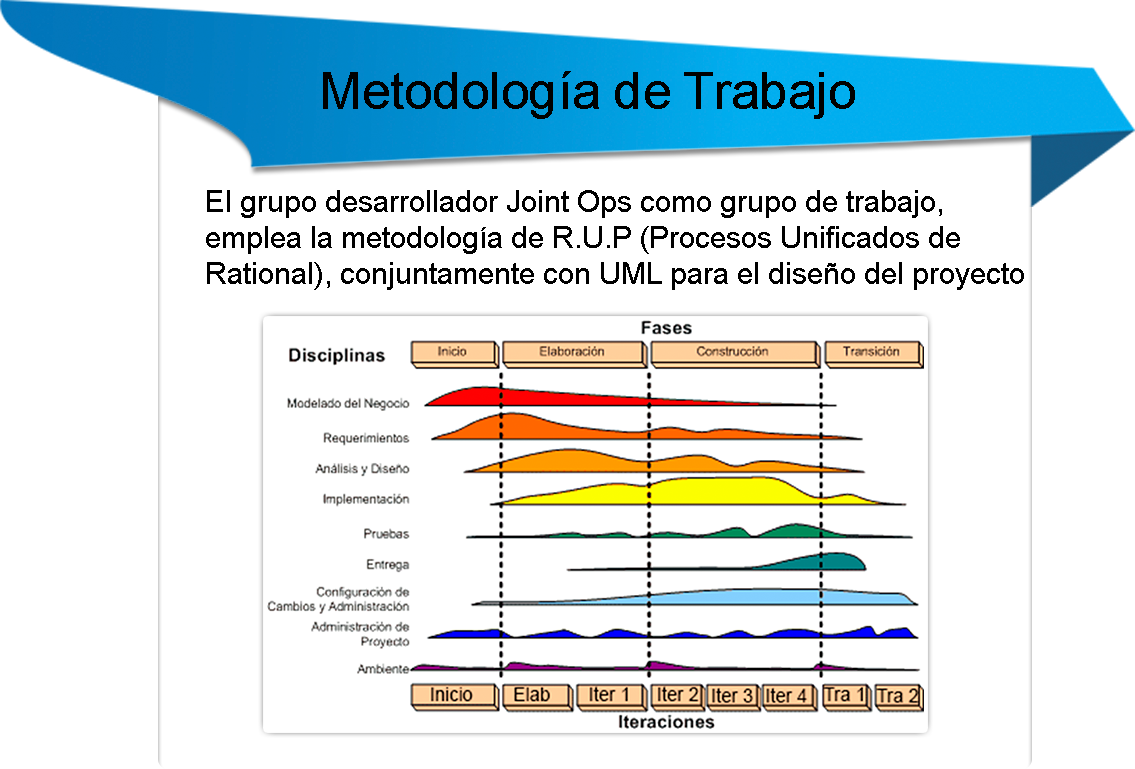 Metodología de Trabajo
El grupo desarrollador Joint Ops como grupo de trabajo,
emplea la metodología de R.U.P (Procesos Unificados de
Rational), conjuntamente con UML para el diseño del proyecto
Fases
Disciplinas
Inicio
Elaboración
Construcción
Transición
Modelado del Negocio
Requerimientos
Análisis y Diseño
Implementación
Pruebas
Entrega
Configuración de
Cambios y Administración
Administración de
Proyecto
Ambiente
Inicio
Elab
Iter 1
Iter 2
Iter 3
Iter 4
Tra 1
Tra 2
Iteraciones